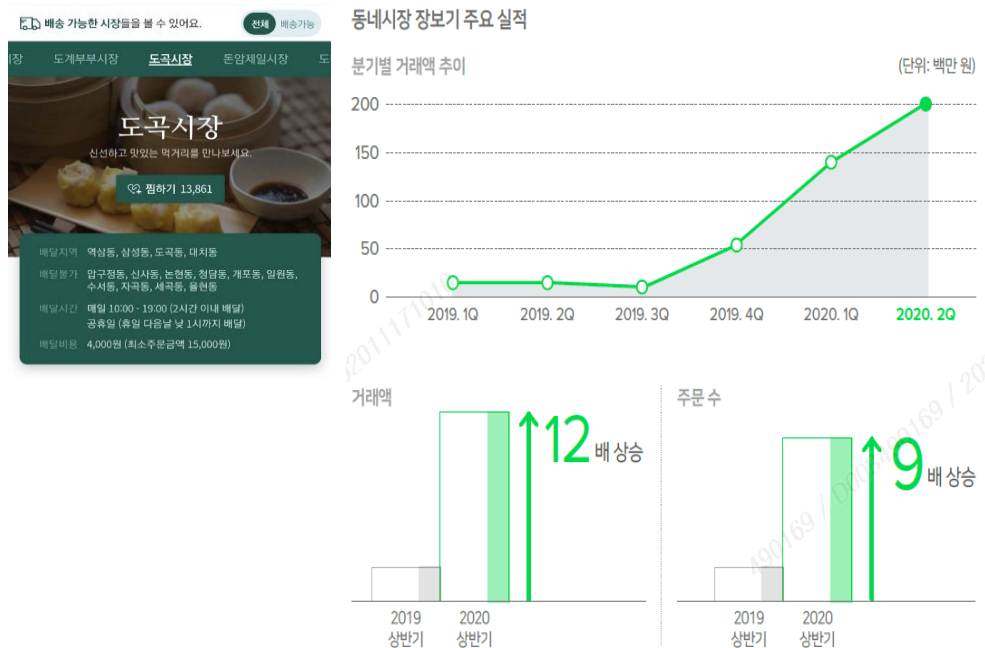 배송 가능한 시장들을 볼 수 있어요.
전체 배송가능
시장 도계부부시장 도곡시장 돈암제일시장 도
도곡시장
신선하고 맛있는 먹거리를 만나보세요.
찜하기 13,861
배달지역 역삼동, 삼성동, 도곡동, 대치동
배달불가 압구정동, 신사동, 논현동, 청담동, 개포동, 일원동,
수서동, 자곡동, 세곡동, 율현동
배달시간 매일 10:00 - 19:00 (2시간 이내 배달)
공휴일 (휴일 다음날 낮 1시까지 배달)
배달비용 4,000원 (최소주문금액 15,000원)
동네시장 장보기 주요 실적
분기별 거래액 추이
(단위: 백만 원)
200
150
100
50
0
2019. 1Q 2019. 2Q 2019. 3Q 2019. 4Q 2020. 1Q 2020. 2Q
거래액
12배 상승
2019
상반기
2020
상반기
주문 수
9배 상승
2019
상반기
2020
상반기